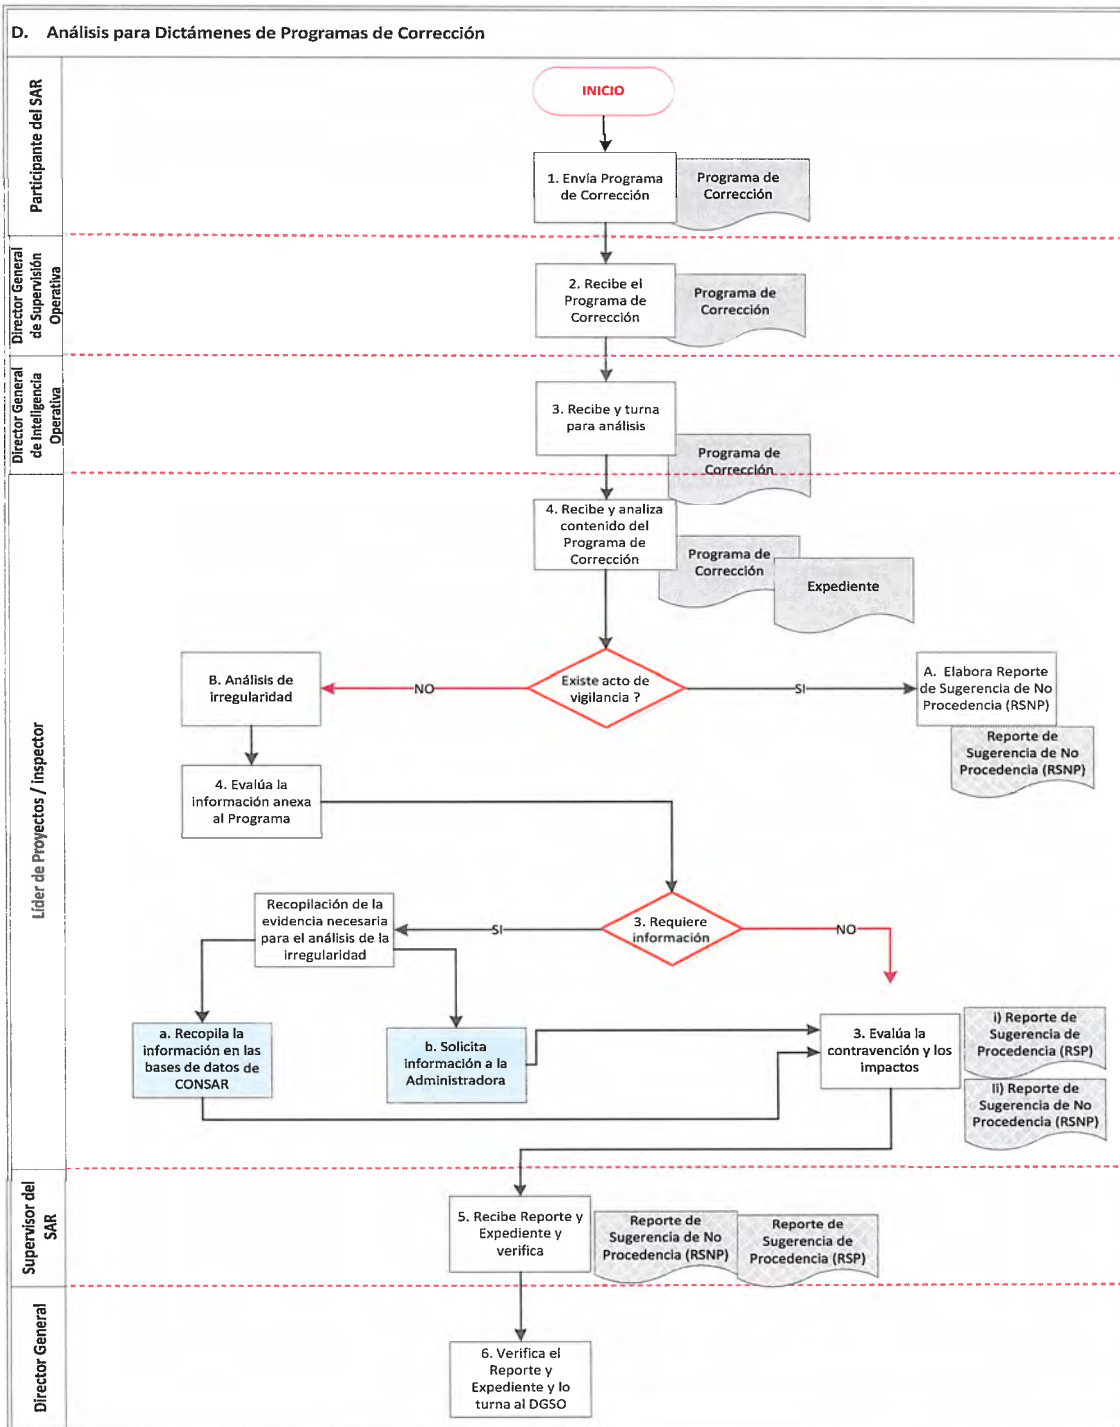 D. Análisis para Dictámenes de Programas de Corrección
Participante del SAR
INICIO
1. Envía Programa
de Corrección
Programa de
Corrección
Director General
de Supervisión
Operativa
2. Recibe el
Programa de
Corrección
Programa de
Corrección
Director General
de Inteligencia
Operativa
3. Recibe y turna
para análisis
Programa de
Corrección
Líder de Proyectos / inspector
4. Recibe y analiza
contenido del
Programa de
Corrección
Programa de
Corrección
Expediente
Existe acto de
vigilancia ?
NO
SI
B. Análisis de
irregularidad
A. Elabora Reporte
de Sugerencia de No
Procedencia (RSNP)
Reporte de
Sugerencia de No
Procedencia (RSNP)
4. Evalúa la
información anexa
al Programa
3. Requiere
información
SI
NO
Recopilación de la
evidencia necesaria
para el análisis de la
irregularidad
a. Recopila la
información en las
bases de datos de
CONSAR
b. Solicita
información a la
Administradora
3. Evalúa la
contravención y los
impactos
i) Reporte de
Sugerencia de
Procedencia (RSP)
Ii) Reporte de
Sugerencia de No
Procedencia (RSNP)
Supervisor del
SAR
5. Recibe Reporte y
Expediente y
verifica
Reporte de
Sugerencia de No
Procedencia (RSNP)
Reporte de
Sugerencia de
Procedencia (RSP)
Director General
6. Verifica el
Reporte y
Expediente y lo
turna al DGSO